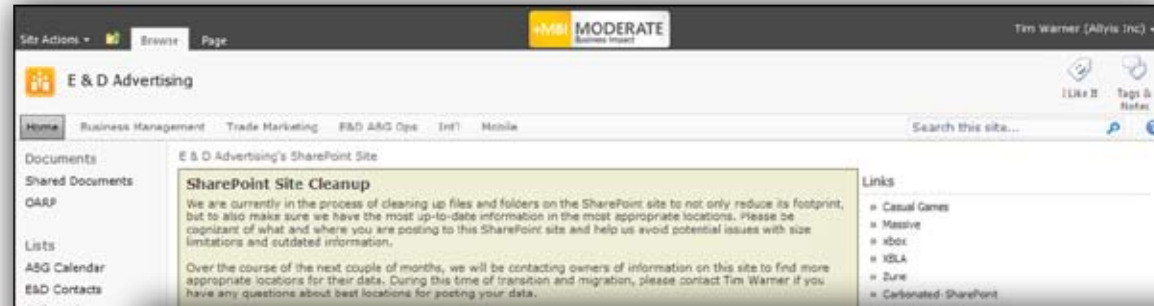 Site Actions
Browse
Page
MBI MODERATE
Business Impact
Tim Warner (Allyis Inc)
E & D Advertising
I Like It
Tags &
Notes
Home
Business Management
Trade Marketing
E&D ABG Ops
Int'l
Mobile
Search this site...
Documents
Shared Documents
OARP
Lists
ABG Calendar
E&D Contacts
E & D Advertising's SharePoint Site
SharePoint Site Cleanup
We are currently in the process of cleaning up files and folders on the SharePoint site to not only reduce its footprint,
but to also make sure we have the most up-to-date information in the most appropriate locations. Please be
cognizant of what and where you are posting to this SharePoint site and help us avoid potential issues with size
limitations and outdated information.
Over the course of the next couple of months, we will be contacting owners of information on this site to find more
appropriate locations for their data. During this time of transition and migration, please contact Tim Warner if you
have any questions about best locations for posting your data.
Links
Casual Games
Massive
xbox
XBLA
Zune
Carbonated-SharePoint